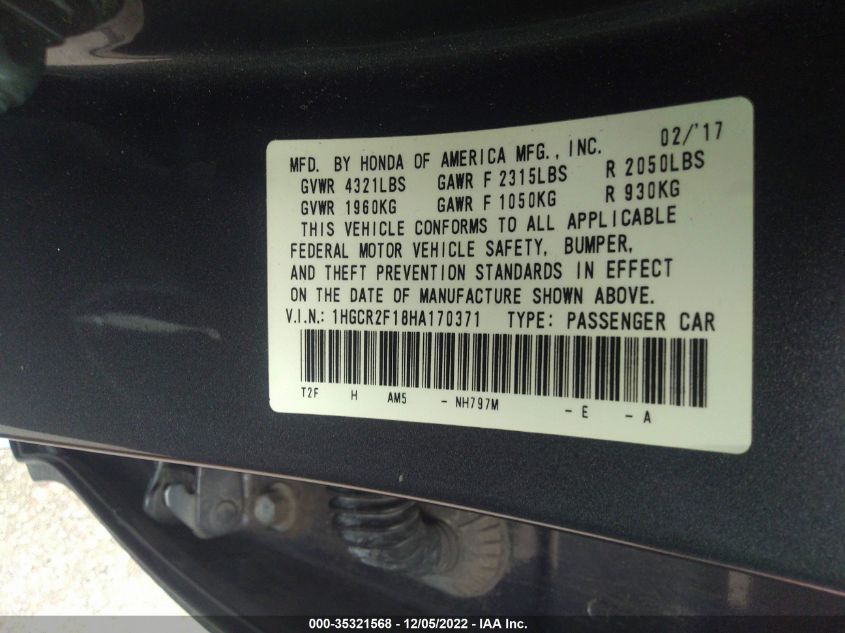 02/'17
MFD. BY HONDA OF AMERICA MFG., INC.
GVWR 4321LBS GAWR F 2315LBS R 2050LBS
GVWR 1960KG GAWR F 1050KG R 930KG
THIS VEHICLE CONFORMS TO ALL APPLICABLE
FEDERAL MOTOR VEHICLE SAFETY, BUMPER,
AND THEFT PREVENTION STANDARDS IN EFFECT
ON THE DATE OF MANUFACTURE SHOWN ABOVE.
V.I.N.: 1HGCR2F18HA170371 TYPE: PASSENGER CAR
T2F H AM5 - NH797M - E - A
000-35321568 - 12/05/2022 - IAA Inc.